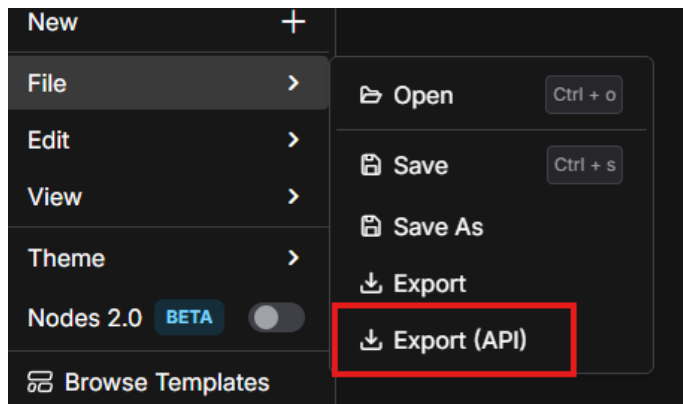 New
File
Edit
View
Theme
Nodes 2.0 BETA
Browse Templates
Open Ctrl + o
Save Ctrl + s
Save As
Export
Export (API)